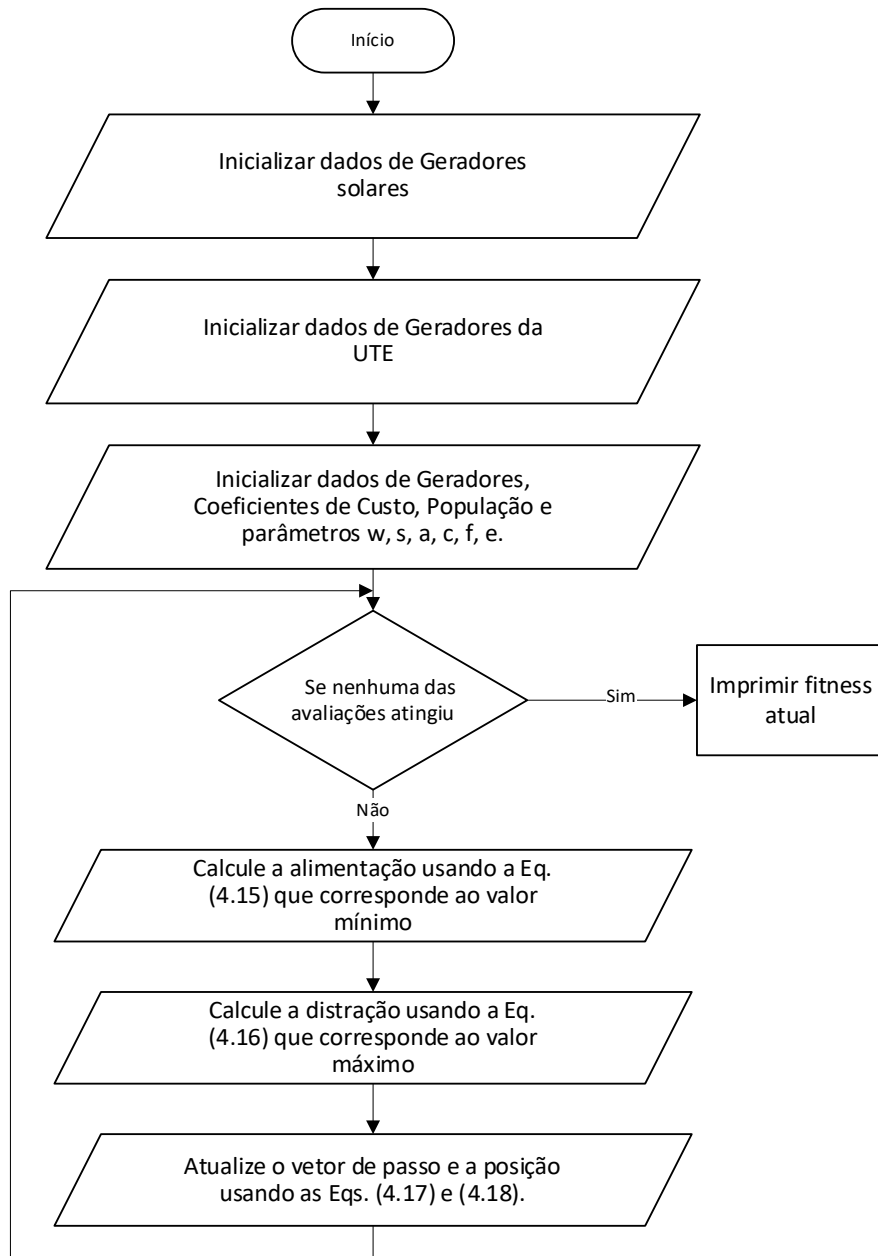 Início
Inicializar dados de Geradores
solares
Inicializar dados de Geradores da
UTE
Inicializar dados de Geradores,
Coeficientes de Custo, População e
parâmetros w, s, a, c, f, e.
Se nenhuma das
avaliações atingiu
Sim
Imprimir fitness
atual
Não
Calcule a alimentação usando a Eq.
(4.15) que corresponde ao valor
mínimo
Calcule a distração usando a Eq.
(4.16) que corresponde ao valor
máximo
Atualize o vetor de passo e a posição
usando as Eqs. (4.17) e (4.18).